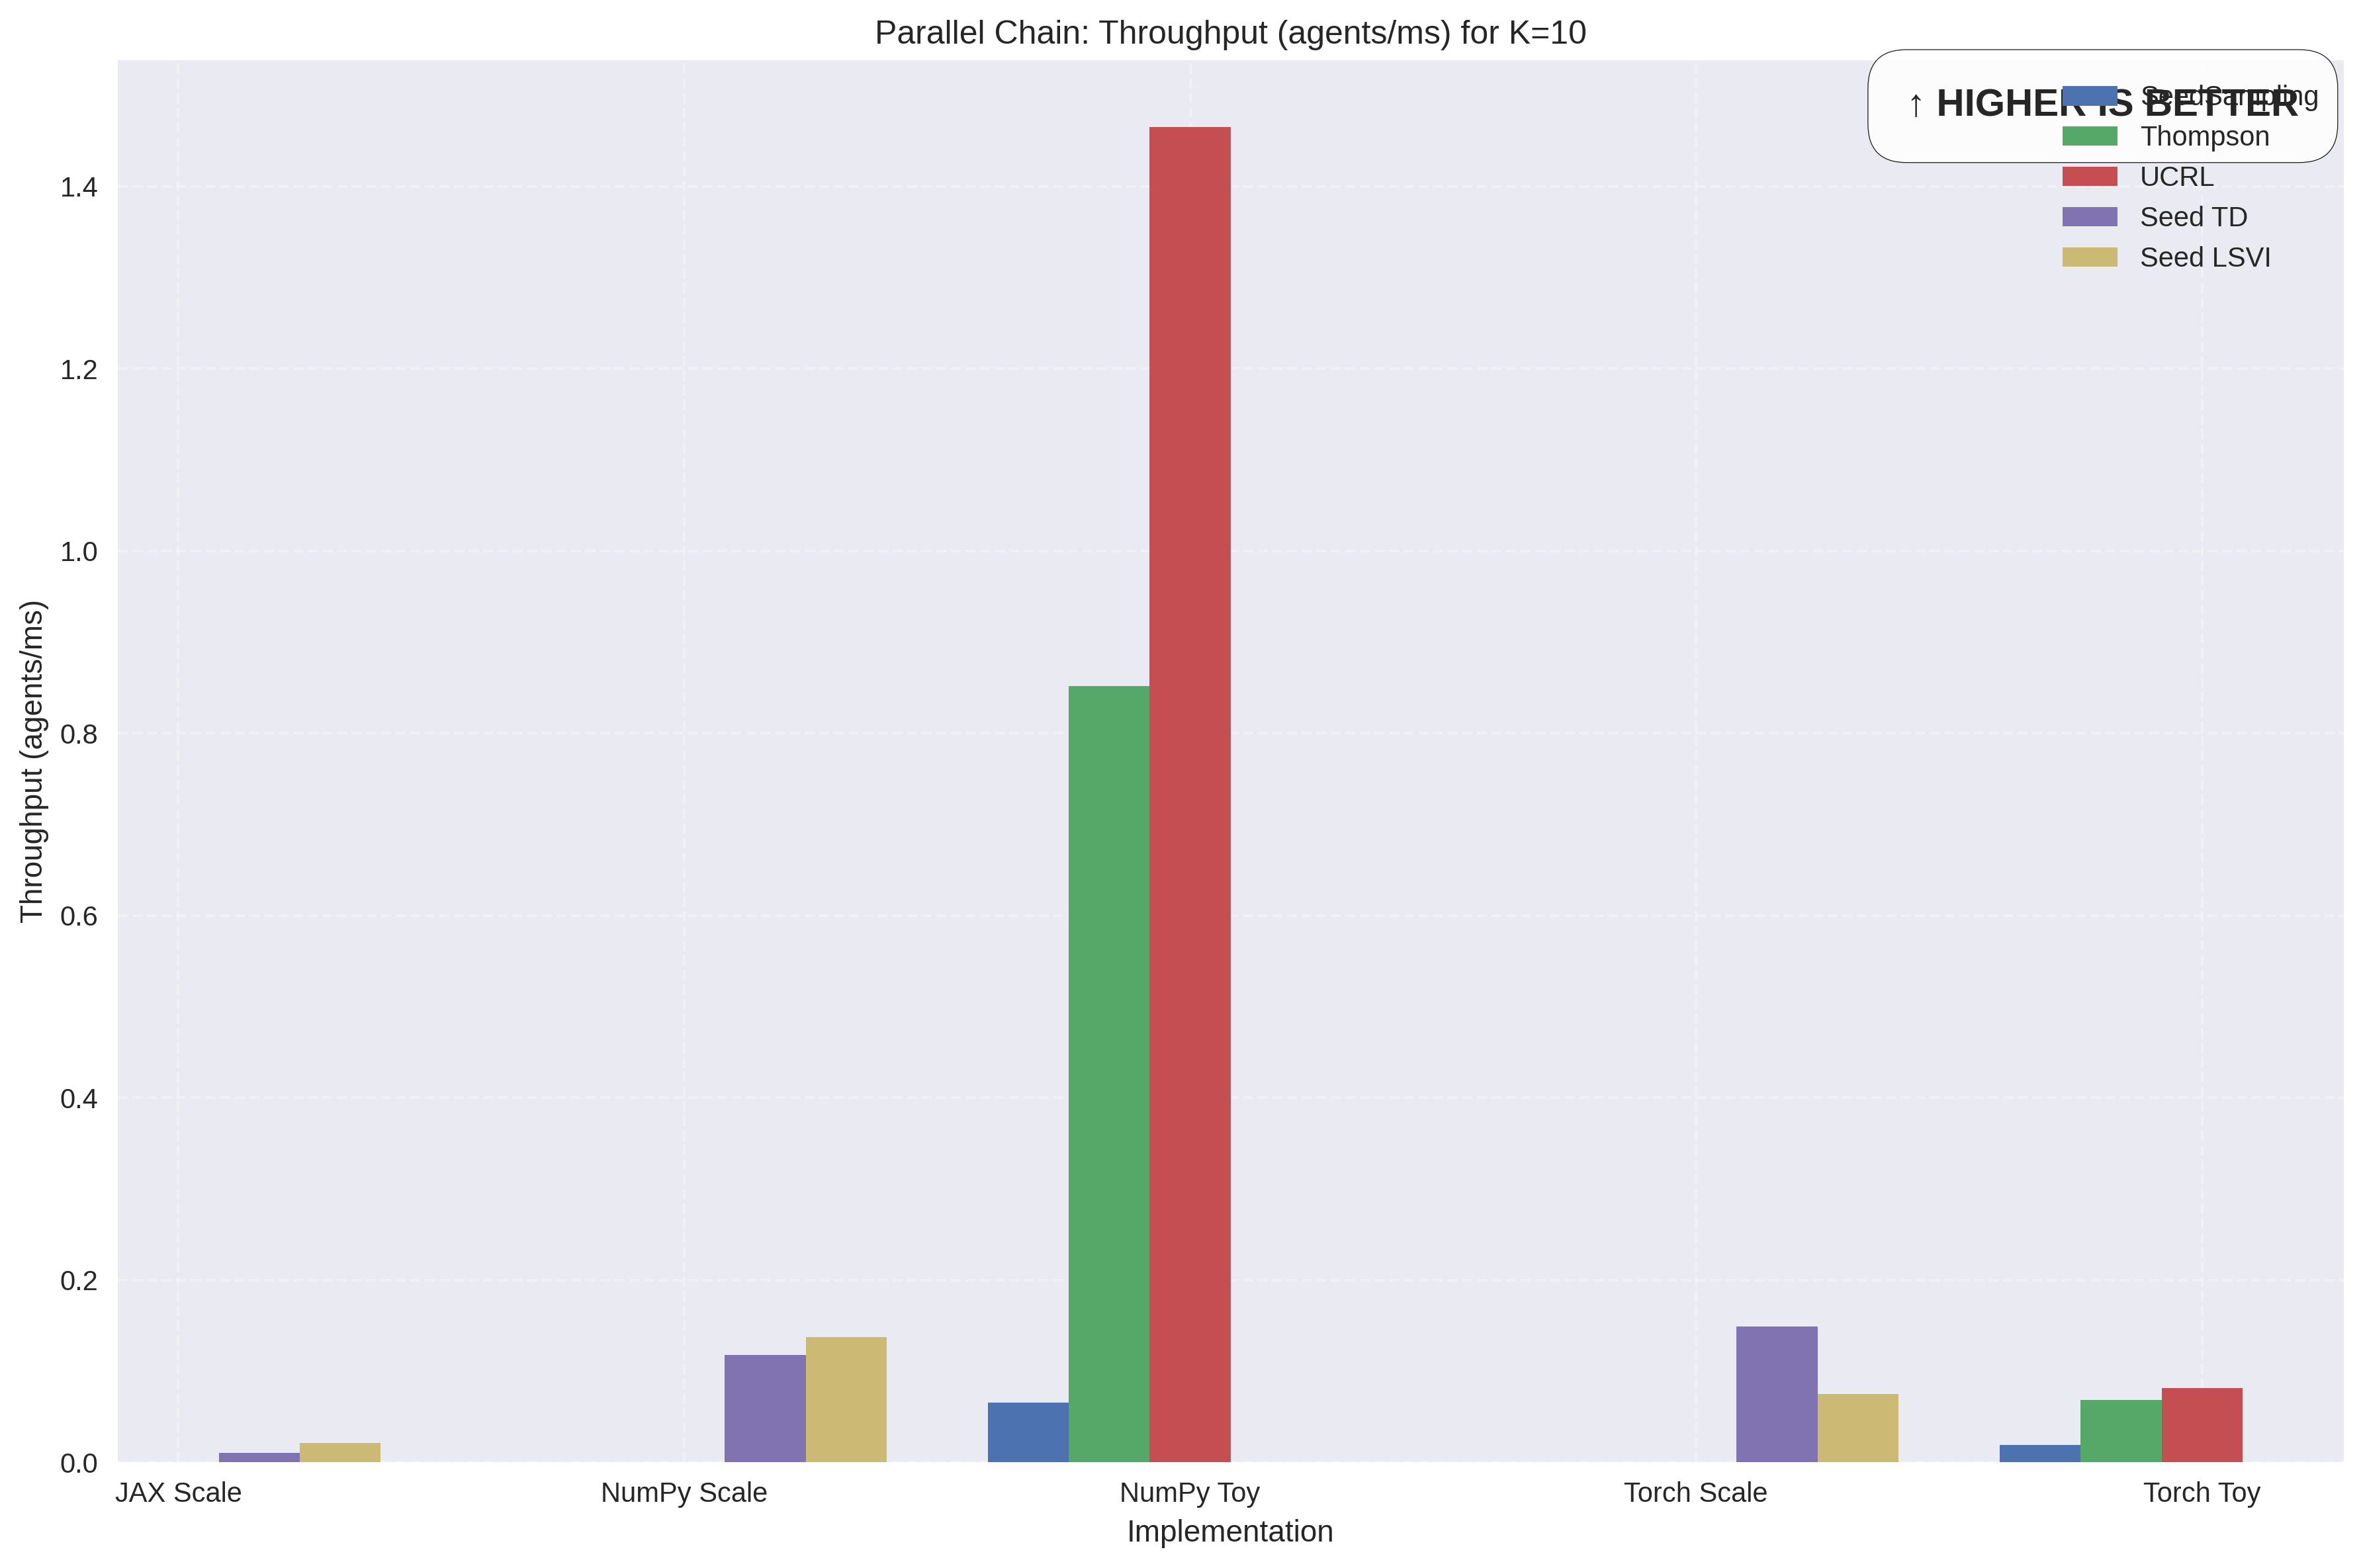 Parallel Chain: Throughput (agents/ms) for K=10
↑ HIGHER IS BETTER
SeedSampling
Thompson
UCRL
Seed TD
Seed LSVI
Throughput (agents/ms)
1.4
1.2
1.0
0.8
0.6
0.4
0.2
0.0
JAX Scale
NumPy Scale
NumPy Toy
Torch Scale
Torch Toy
Implementation